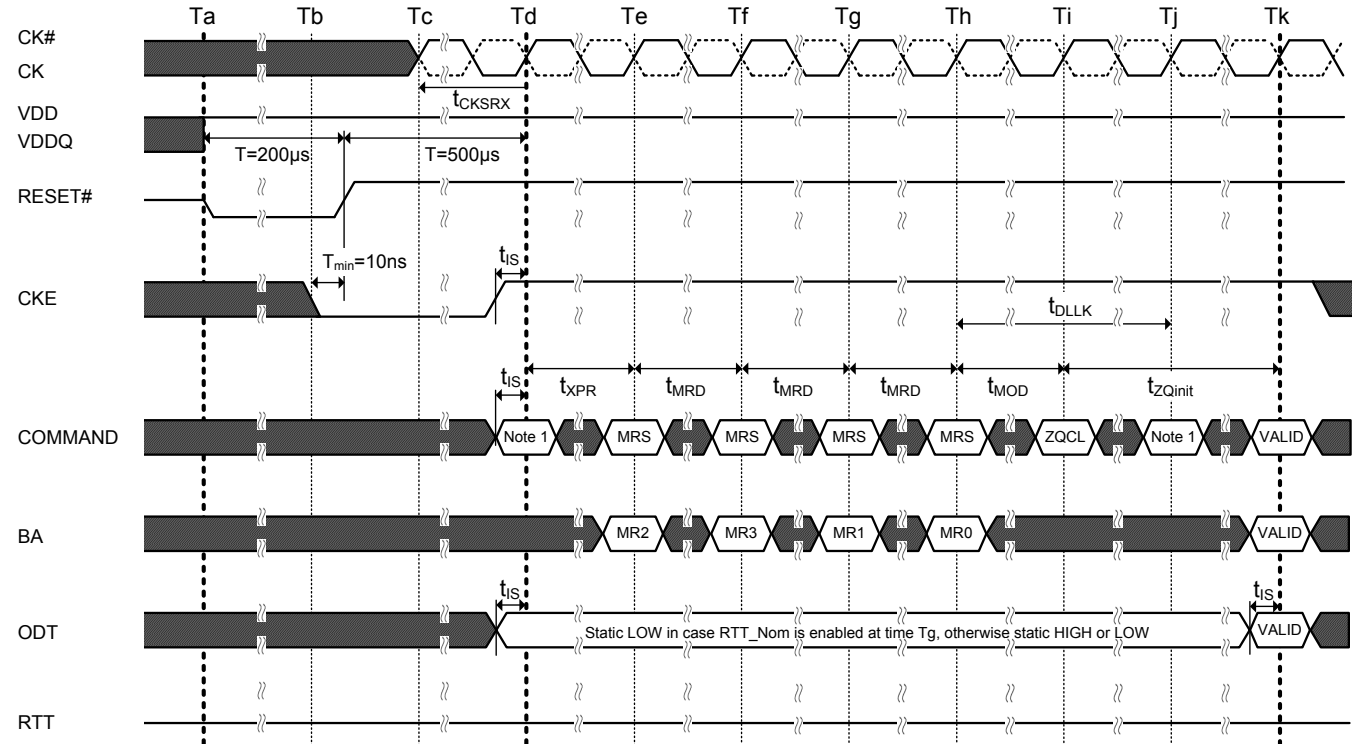 Ta Tb Tc Td Te Tf Tg Th Ti Tj Tk
CK#
CK
tCKSRX
VDD
VDDQ
T=200µs T=500µs
RESET#
Tmin=10ns
tIS
CKE
tDLLK
tIS tXPR tMRD tMRD tMRD tMOD tZQinit
COMMAND Note 1 MRS MRS MRS MRS ZQCL Note 1 VALID
BA MR2 MR3 MR1 MR0 VALID
tIS tIS
ODT Static LOW in case RTT_Nom is enabled at time Tg, otherwise static HIGH or LOW VALID
RTT